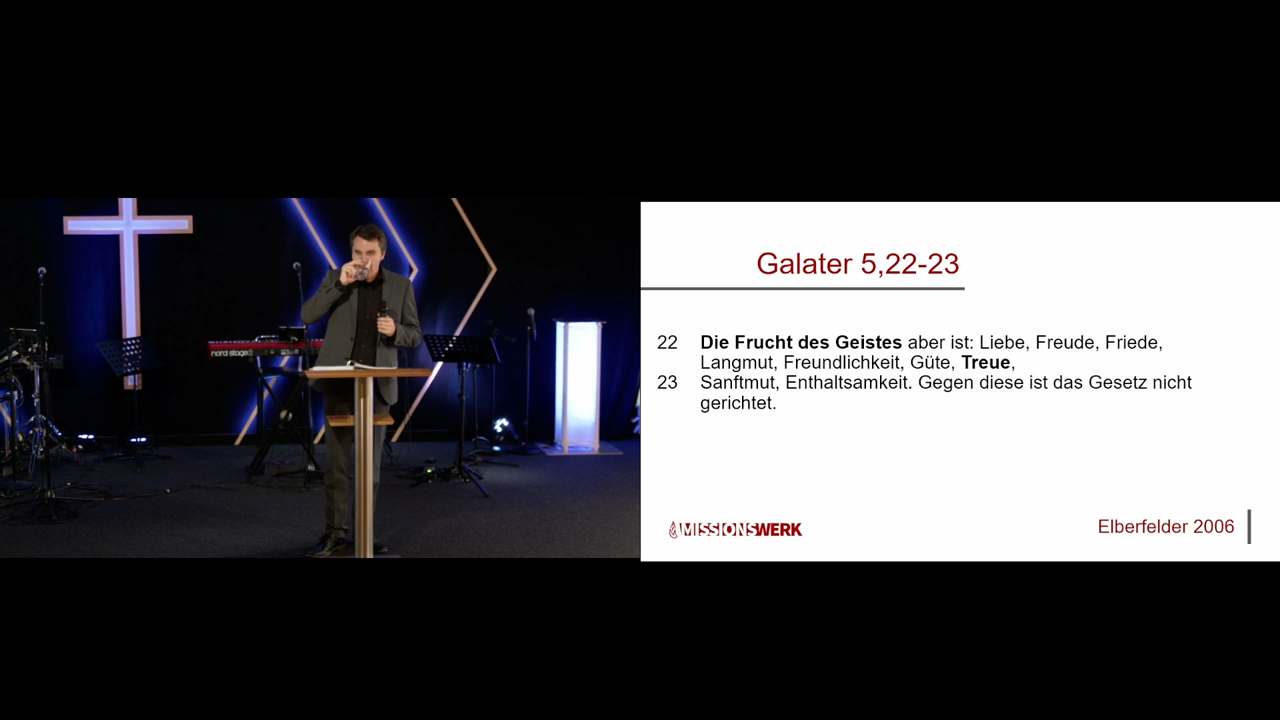 nord stage
Galater 5,22-23
22 Die Frucht des Geistes aber ist: Liebe, Freude, Friede,
Langmut, Freundlichkeit, Güte, Treue,
23 Sanftmut, Enthaltsamkeit. Gegen diese ist das Gesetz nicht
gerichtet.
MISSIONSWERK
Elberfelder 2006